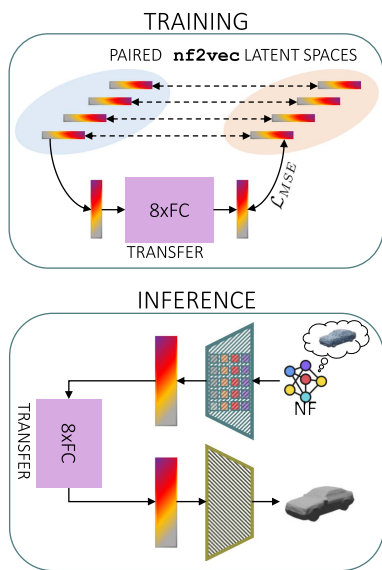 TRAINING
PAIRED nf2vec LATENT SPACES
8xFC
TRANSFER
ℒMSE
INFERENCE
NF
TRANSFER
8xFC